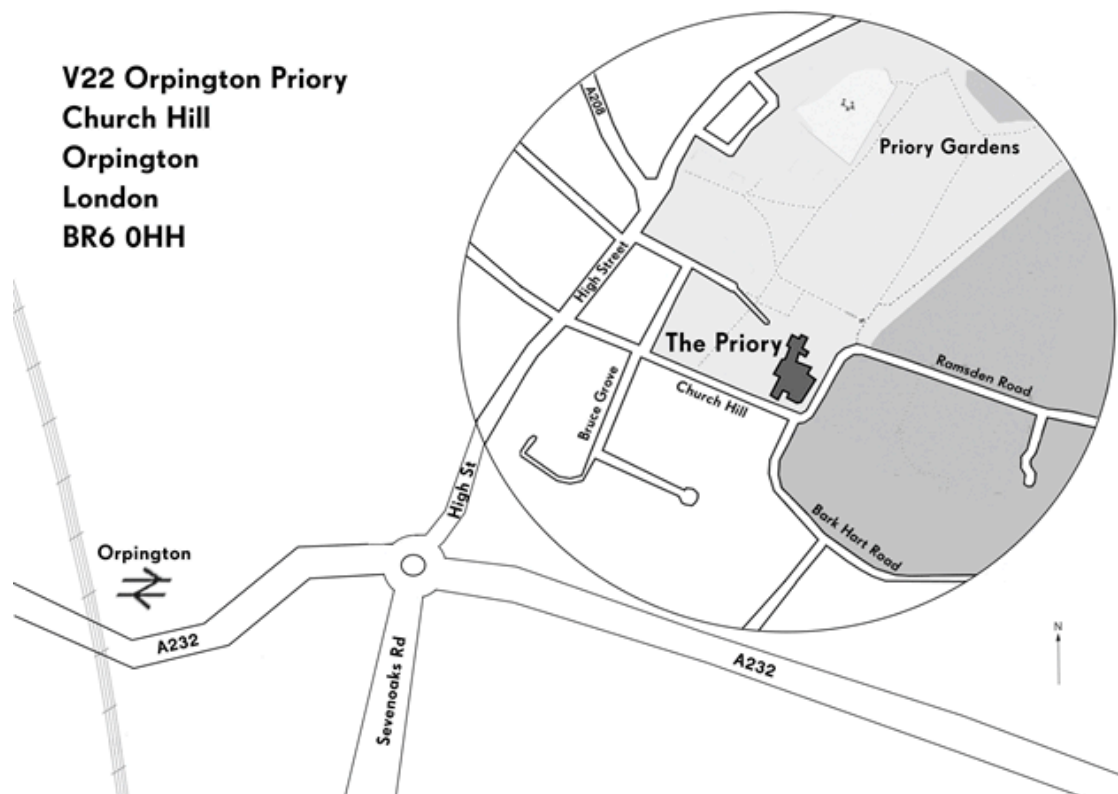 V22 Orpington Priory
Church Hill
Orpington
London
BR6 0HH
A208
Priory Gardens
High Street
The Priory
Ramsden Road
Church Hill
Bruce Grove
High St
Bark Hart Road
Orpington
N
A232
Sevenoaks Rd
A232